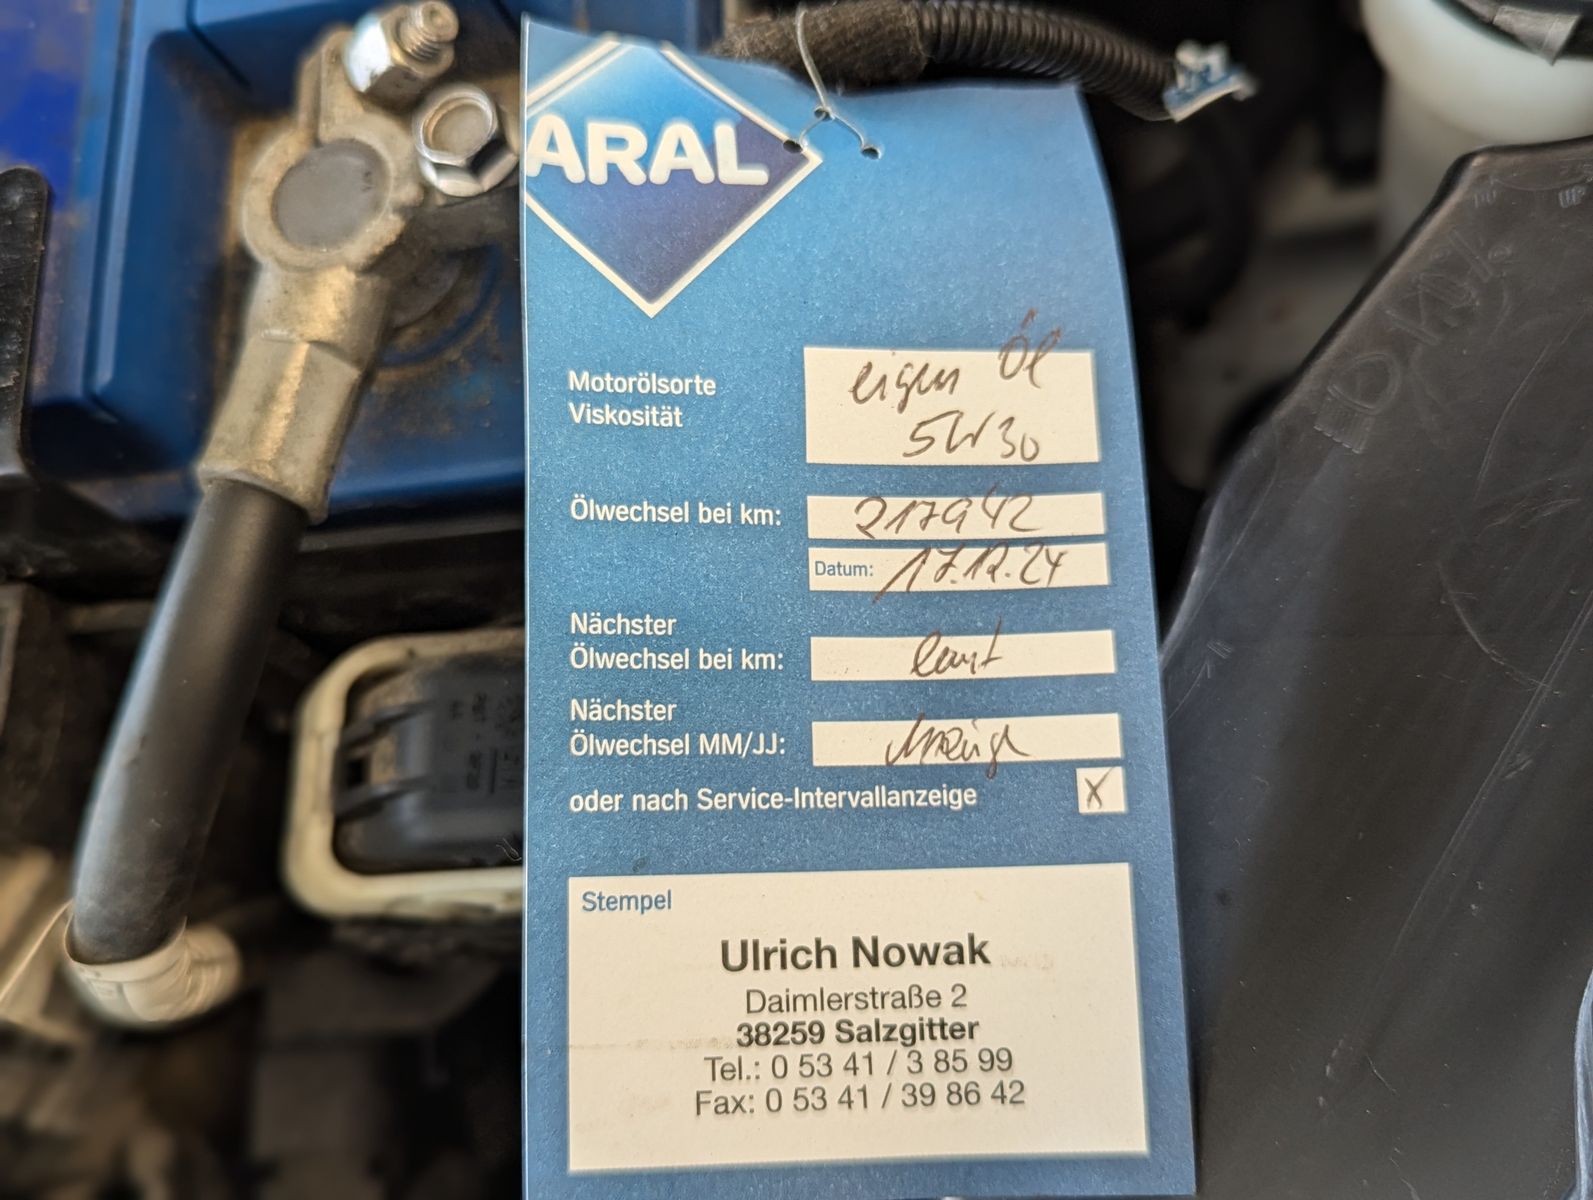 ARAL
Motorölsorte
Viskosität
eigen Öl
5W30
Ölwechsel bei km: 217942
Datum: 17.12.24
Nächster
Ölwechsel bei km: laut
Nächster
Ölwechsel MM/JJ: Anzeige
oder nach Service-Intervallanzeige X
Stempel
Ulrich Nowak
Daimlerstraße 2
38259 Salzgitter
Tel.: 0 53 41 / 3 85 99
Fax: 0 53 41 / 39 86 42